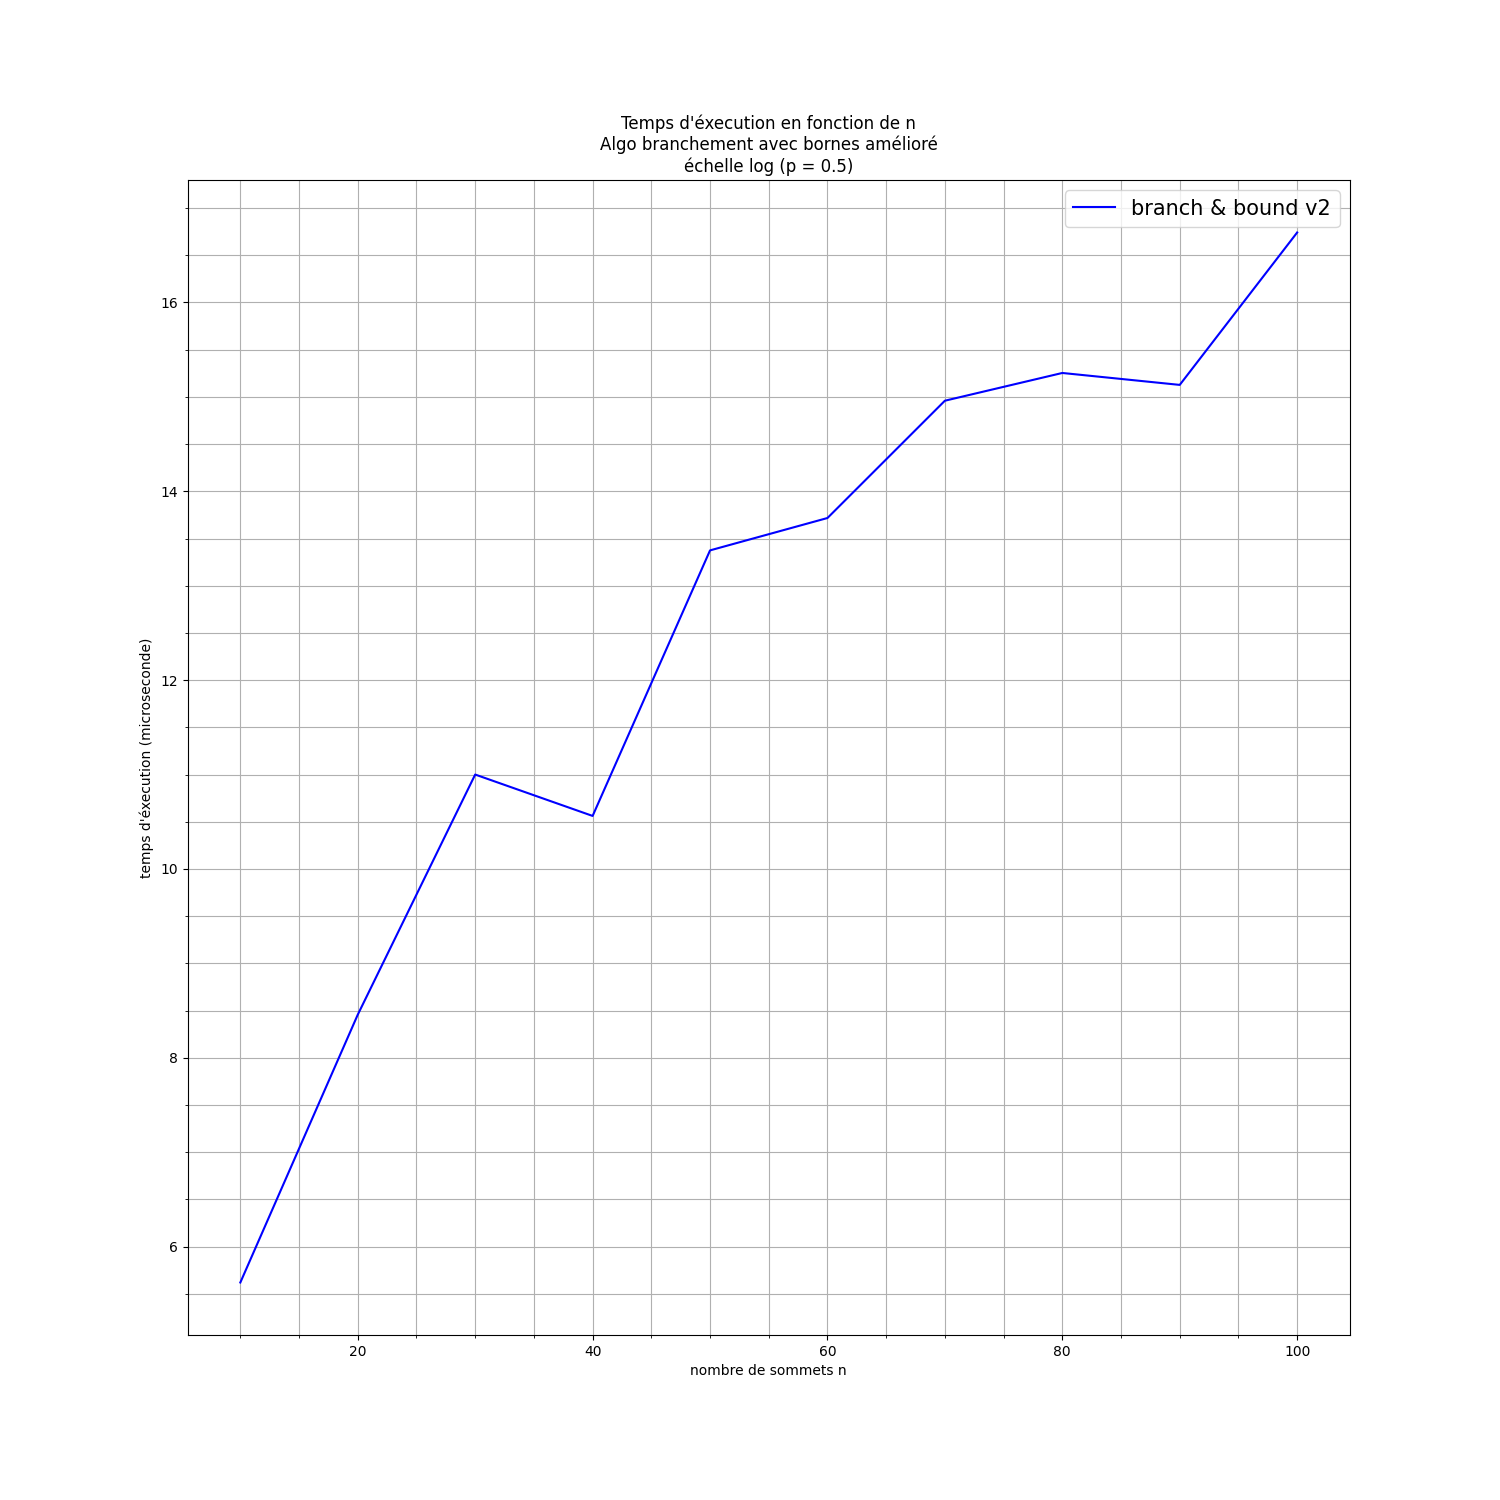 Temps d'éxecution en fonction de n
Algo branchement avec bornes amélioré
échelle log (p = 0.5)
branch & bound v2
16
14
12
10
8
6
temps d'éxecution (microseconde)
20 40 60 80 100
nombre de sommets n